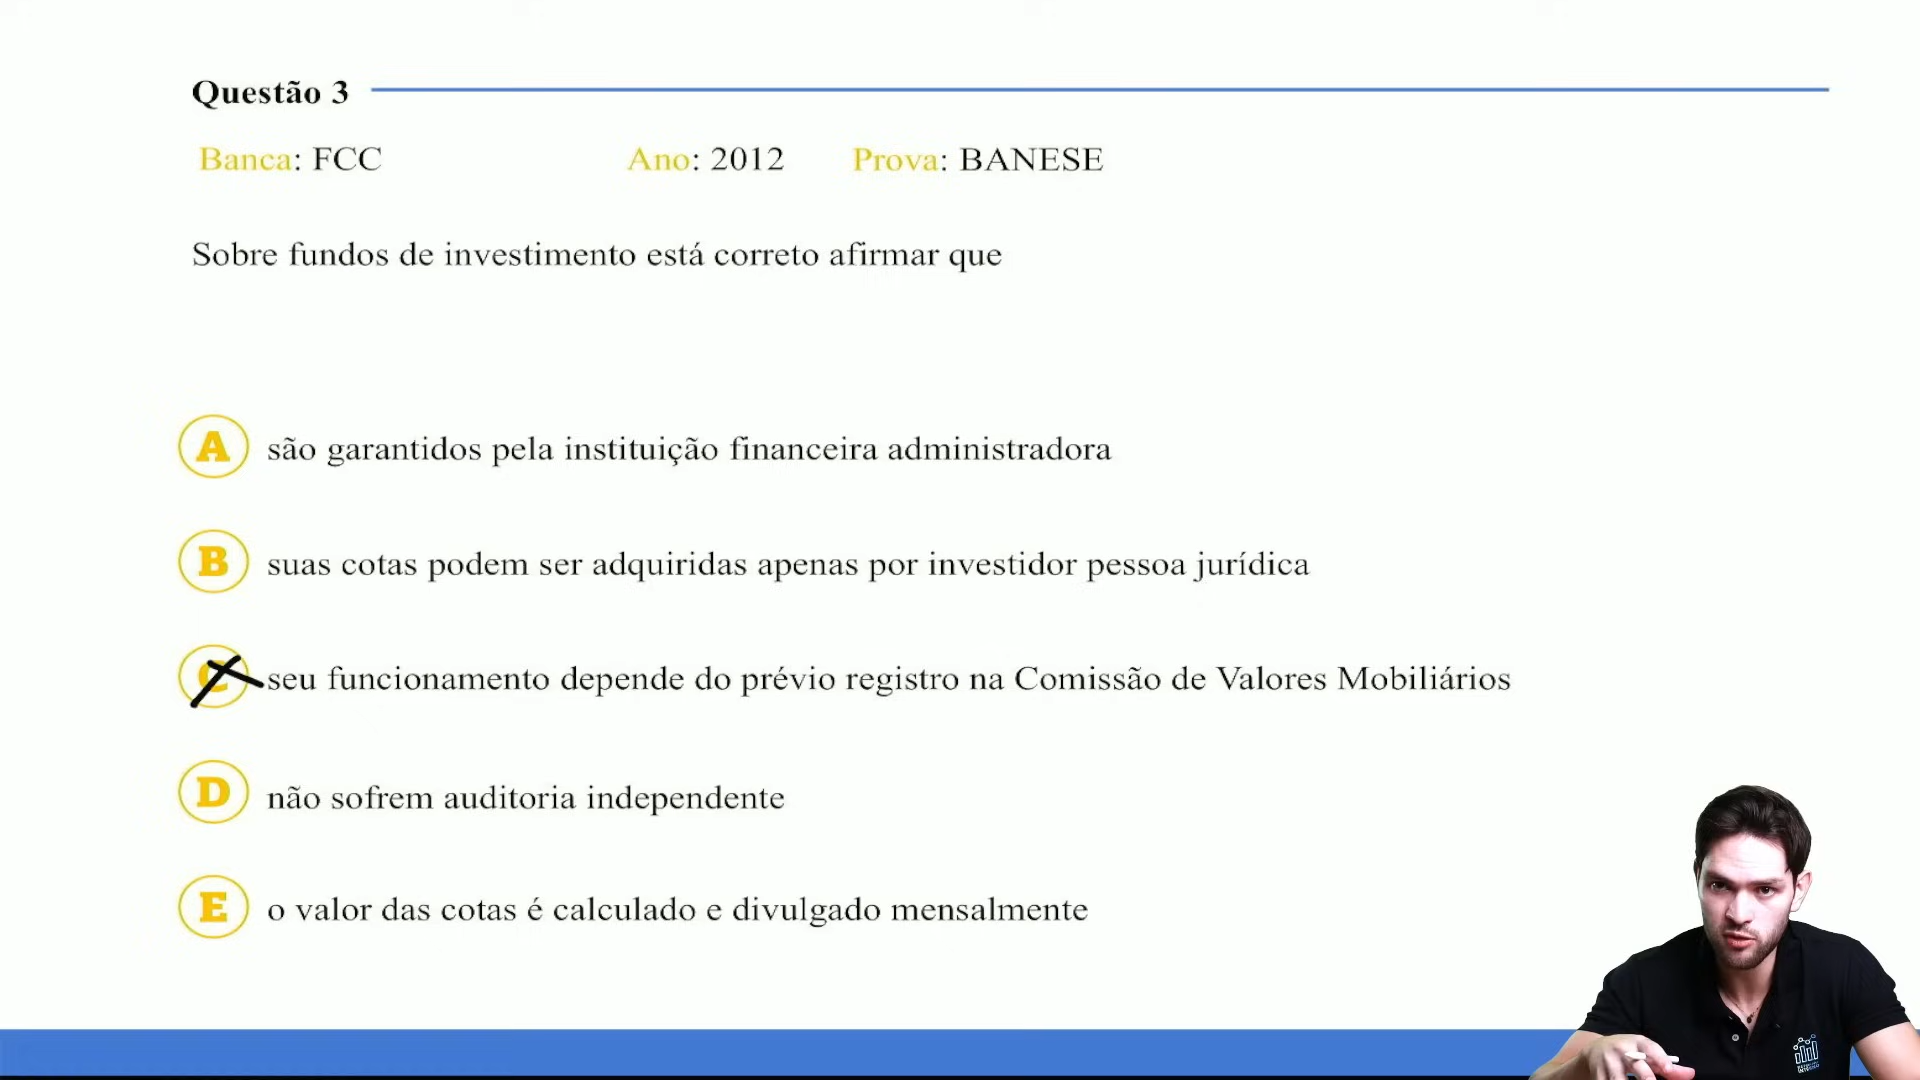 Questão 3
Banca: FCC Ano: 2012 Prova: BANESE
Sobre fundos de investimento está correto afirmar que
A são garantidos pela instituição financeira administradora
B suas cotas podem ser adquiridas apenas por investidor pessoa jurídica
C seu funcionamento depende do prévio registro na Comissão de Valores Mobiliários
D não sofrem auditoria independente
E o valor das cotas é calculado e divulgado mensalmente